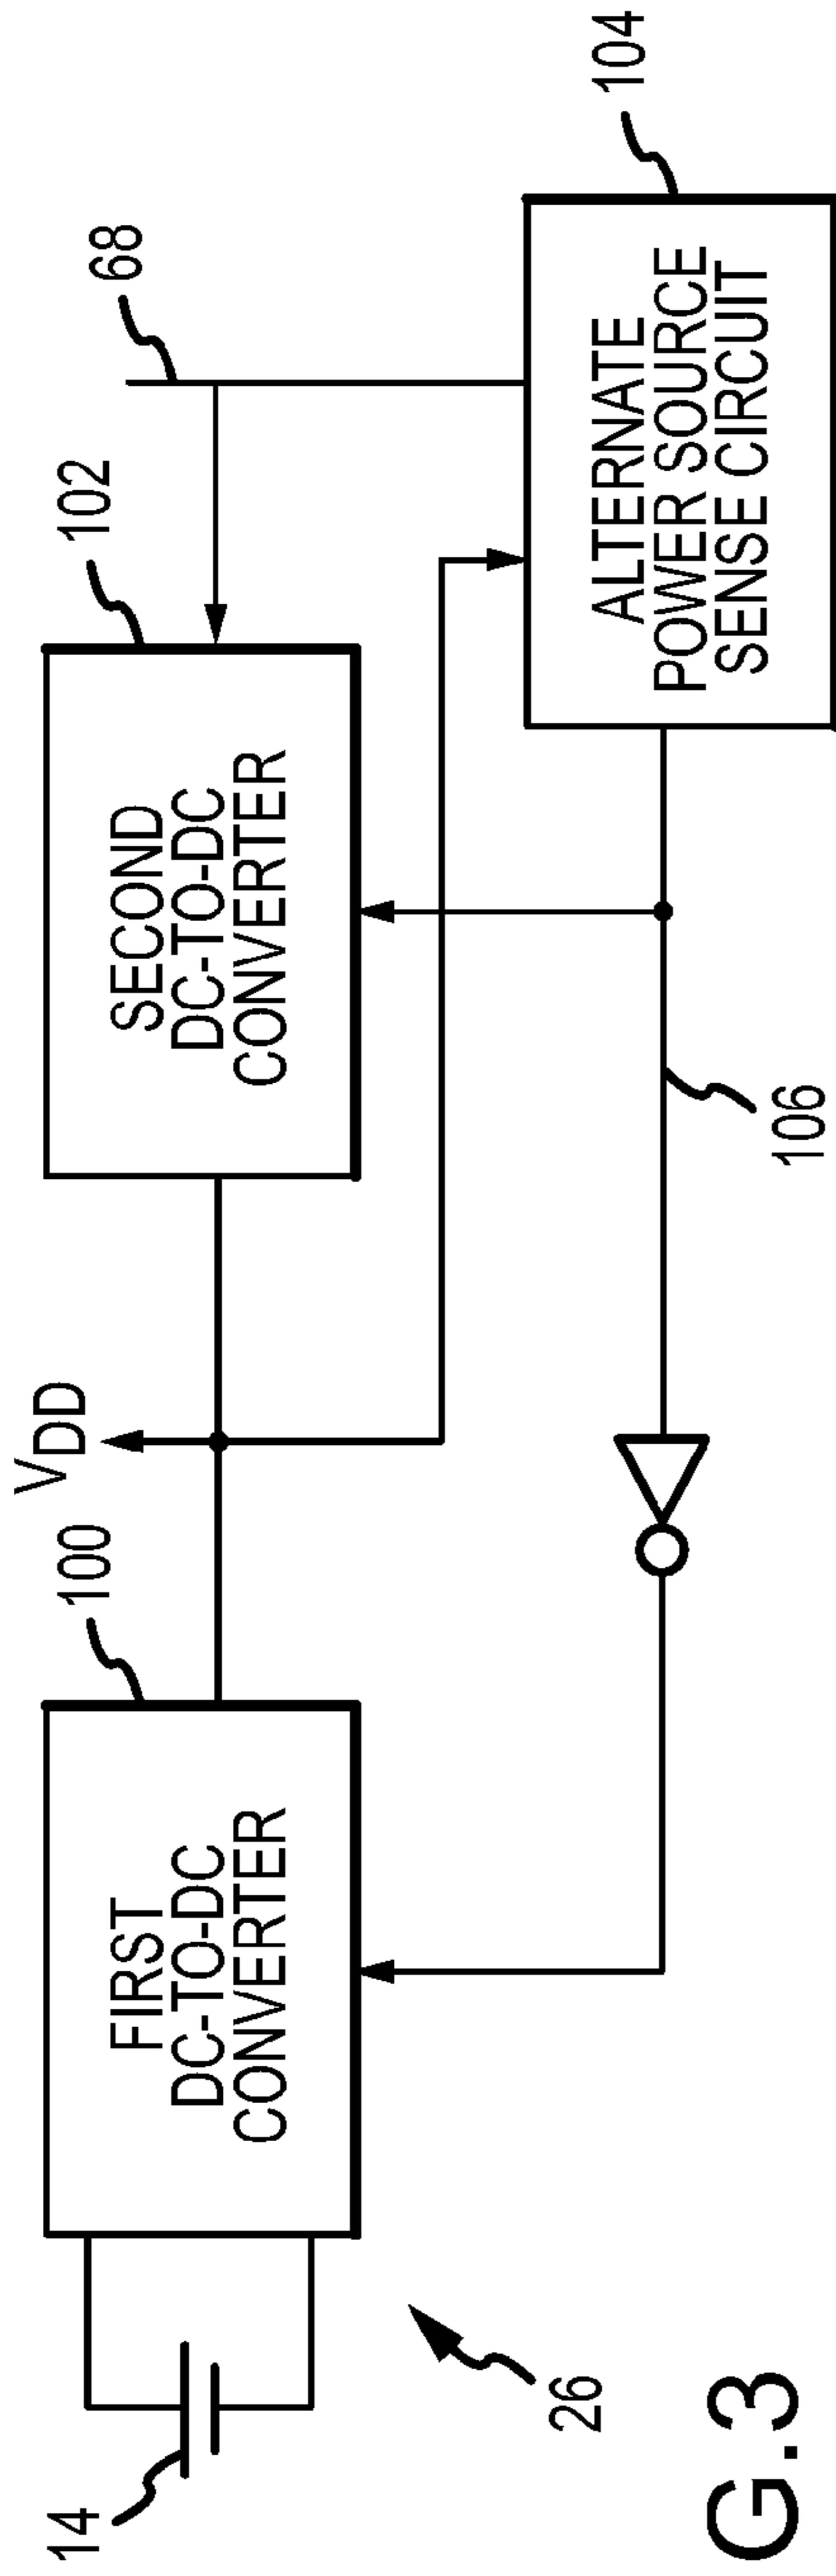 14
FIRST
DC-TO-DC
CONVERTER
100
VDD
SECOND
DC-TO-DC
CONVERTER
102
68
ALTERNATE
POWER SOURCE
SENSE CIRCUIT
104
106
26
G.3